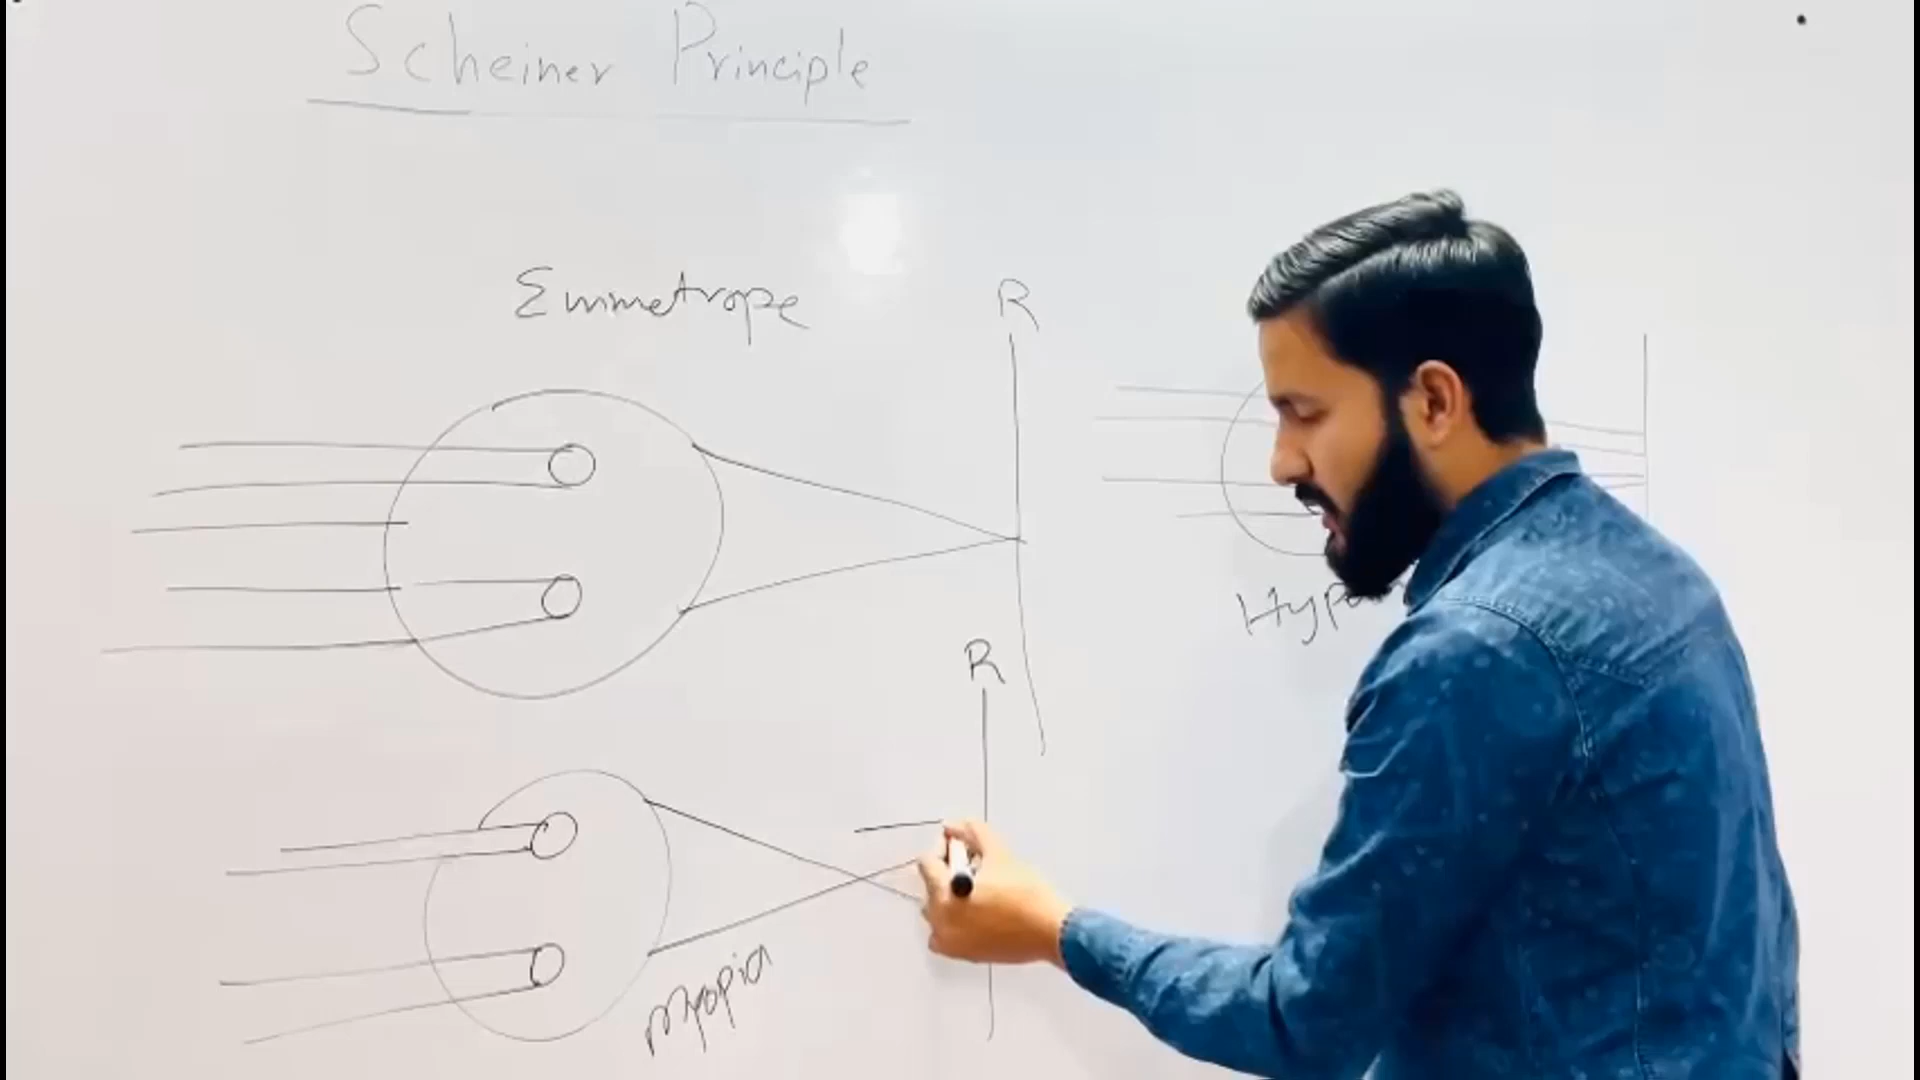 Scheiner Principle
Emmetrope
R
R
Myopia